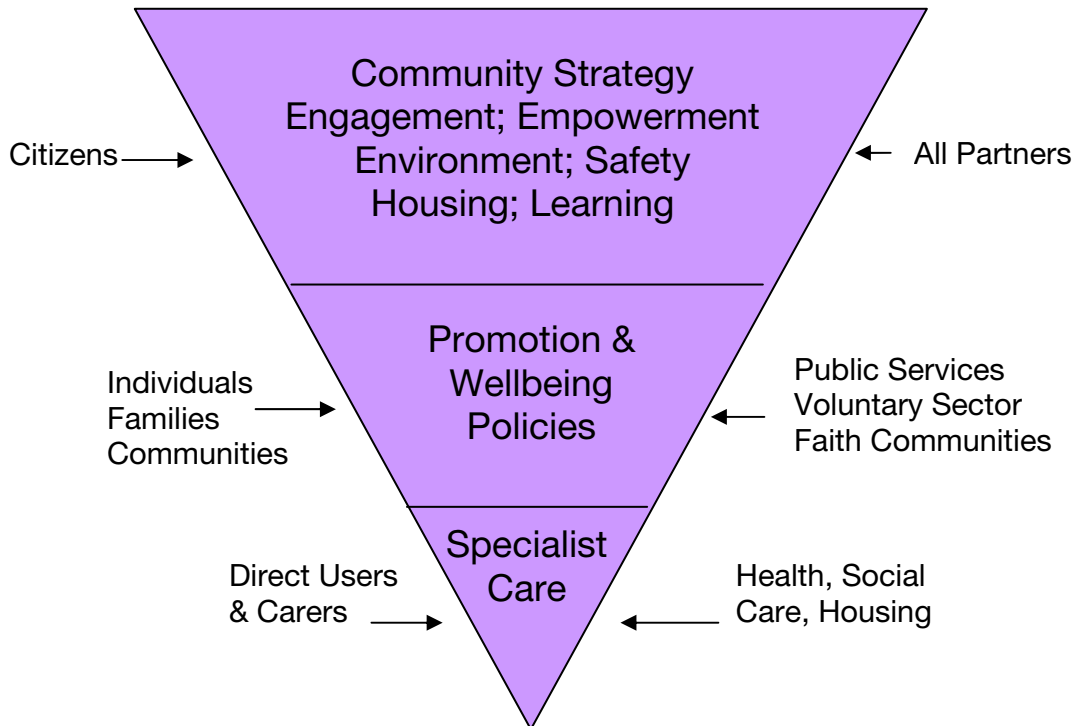 Community Strategy
Engagement; Empowerment
Environment; Safety
Housing; Learning
Citizens
All Partners
Promotion &
Wellbeing
Policies
Individuals
Families
Communities
Public Services
Voluntary Sector
Faith Communities
Specialist
Care
Direct Users
& Carers
Health, Social
Care, Housing